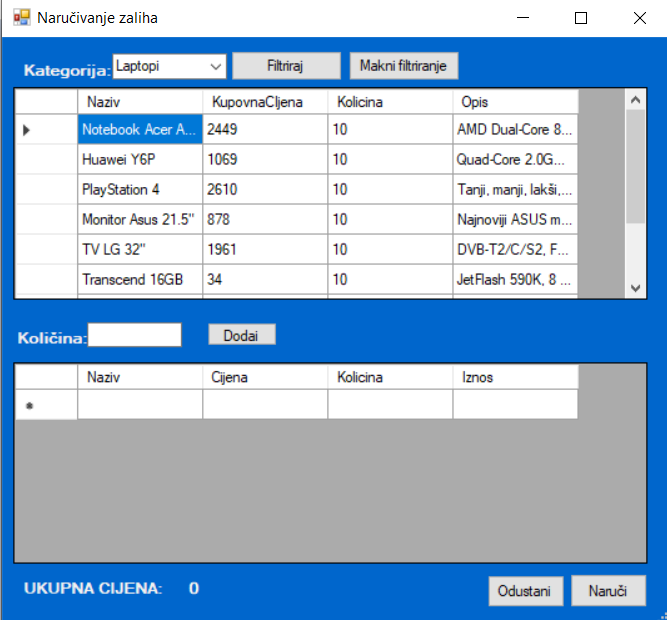 Naručivanje zaliha
Kategorija: Laptopi Filtriraj Makni filtriranje
Naziv KupovnaCIjena Kolicina Opis
Notebook Acer A... 2449 10 AMD Dual-Core 8...
Huawei Y6P 1069 10 Quad-Core 2.0G...
PlayStation 4 2610 10 Tanji, manji, lakši,...
Monitor Asus 21.5" 878 10 Najnoviji ASUS m...
TV LG 32" 1961 10 DVB-T2/C/S2, F...
Transcend 16GB 34 10 JetFlash 590K, 8 ...
Količina: Dodai
Naziv Cijena Kolicina Iznos
UKUPNA CIJENA: 0 Odustani Naruči